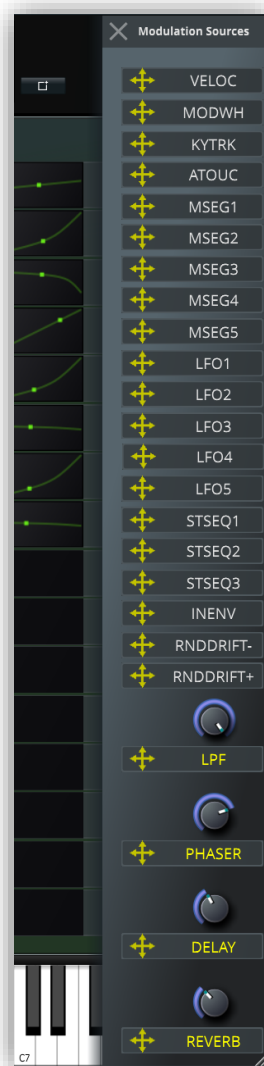 Modulation Sources
VELOC
MODWH
KYTRK
ATOUC
MSEG1
MSEG2
MSEG3
MSEG4
MSEG5
LFO1
LFO2
LFO3
LFO4
LFO5
STSEQ1
STSEQ2
STSEQ3
INENV
RNDDRIFT-
RNDDRIFT+
LPF
PHASER
DELAY
REVERB
C7